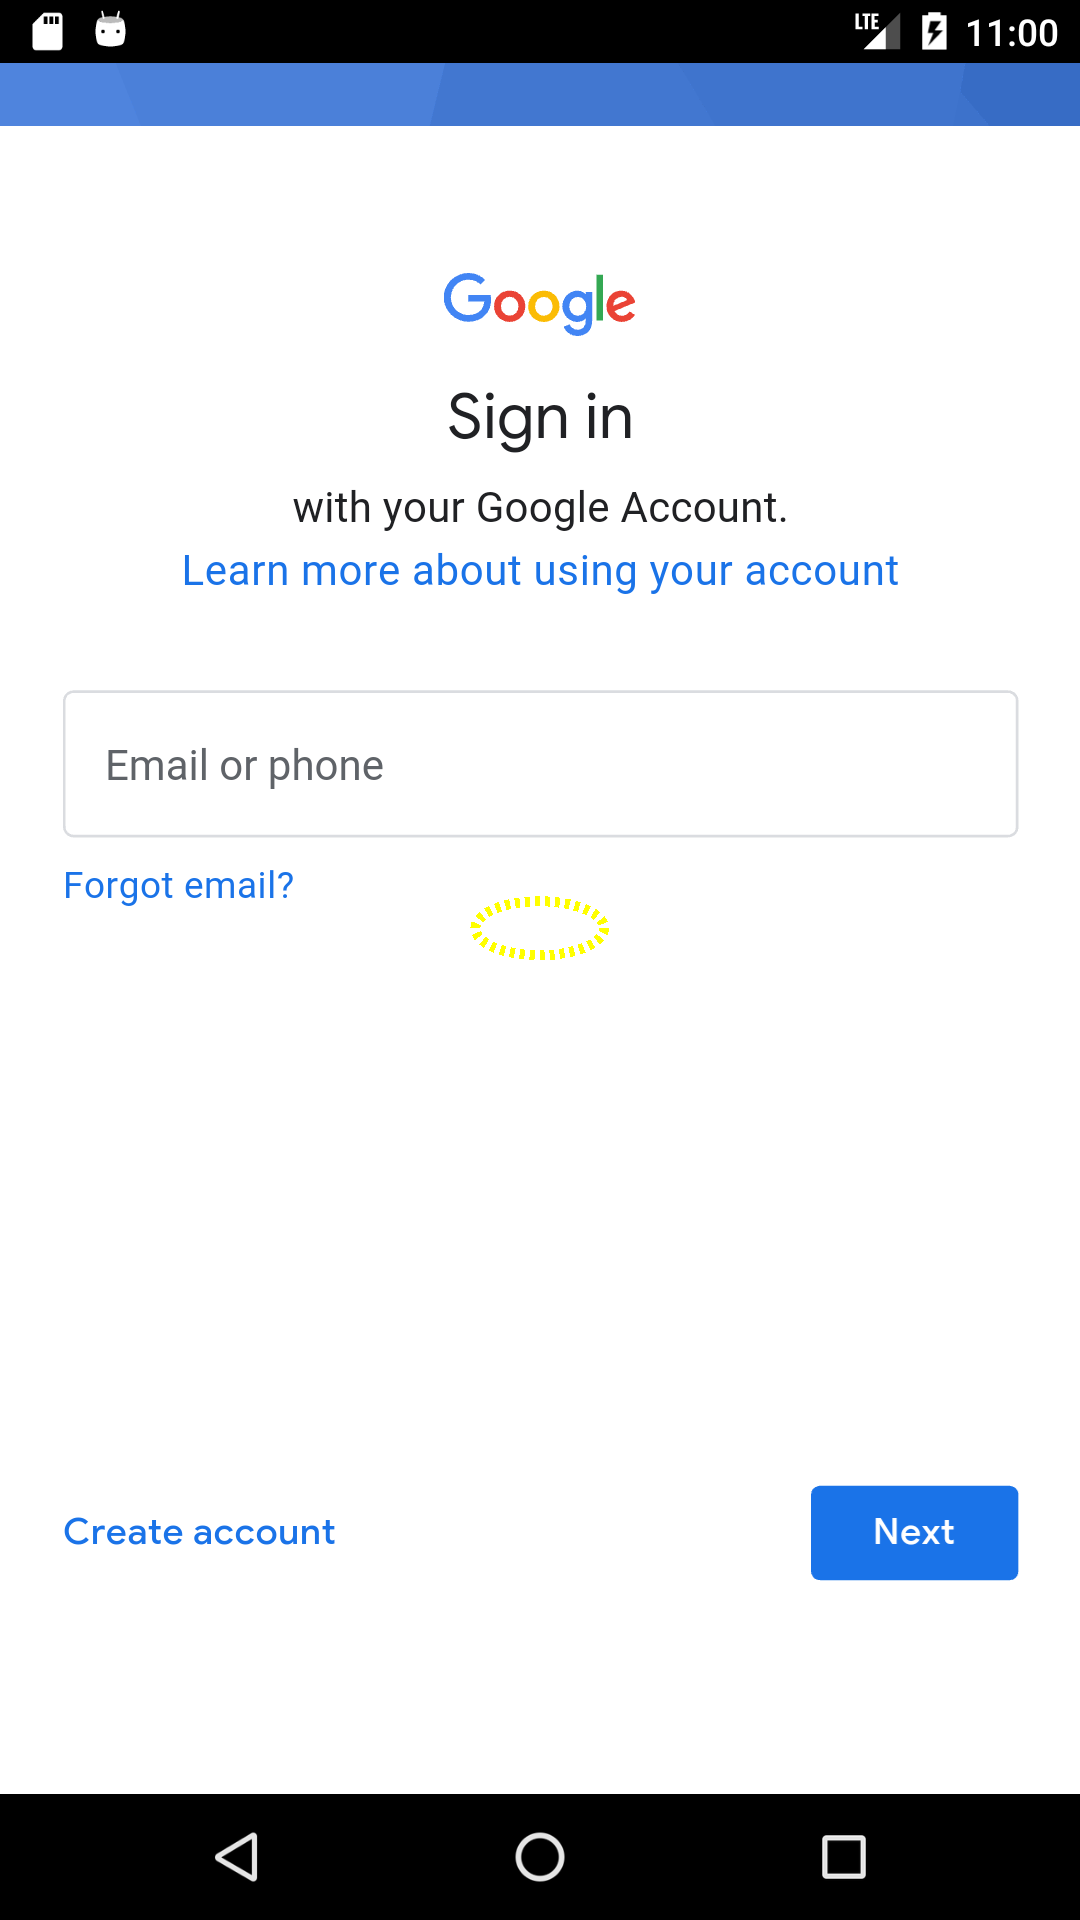 LTE 11:00
Google
Sign in
with your Google Account.
Learn more about using your account
Email or phone
Forgot email?
Create account
Next